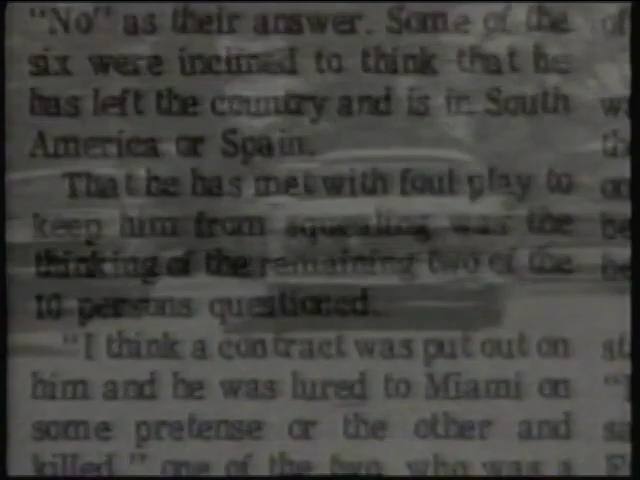 "No" as their answer. Some of the
six were inclined to think that he
has left the country and is in South
America or Spain.
That he has met with foul play to
keep him from squealing was the
thinking of the remaining two of the
10 persons questioned.
"I think a contract was put out on
him and he was lured to Miami on
some pretense or the other and
killed," one of the two, who was a
of